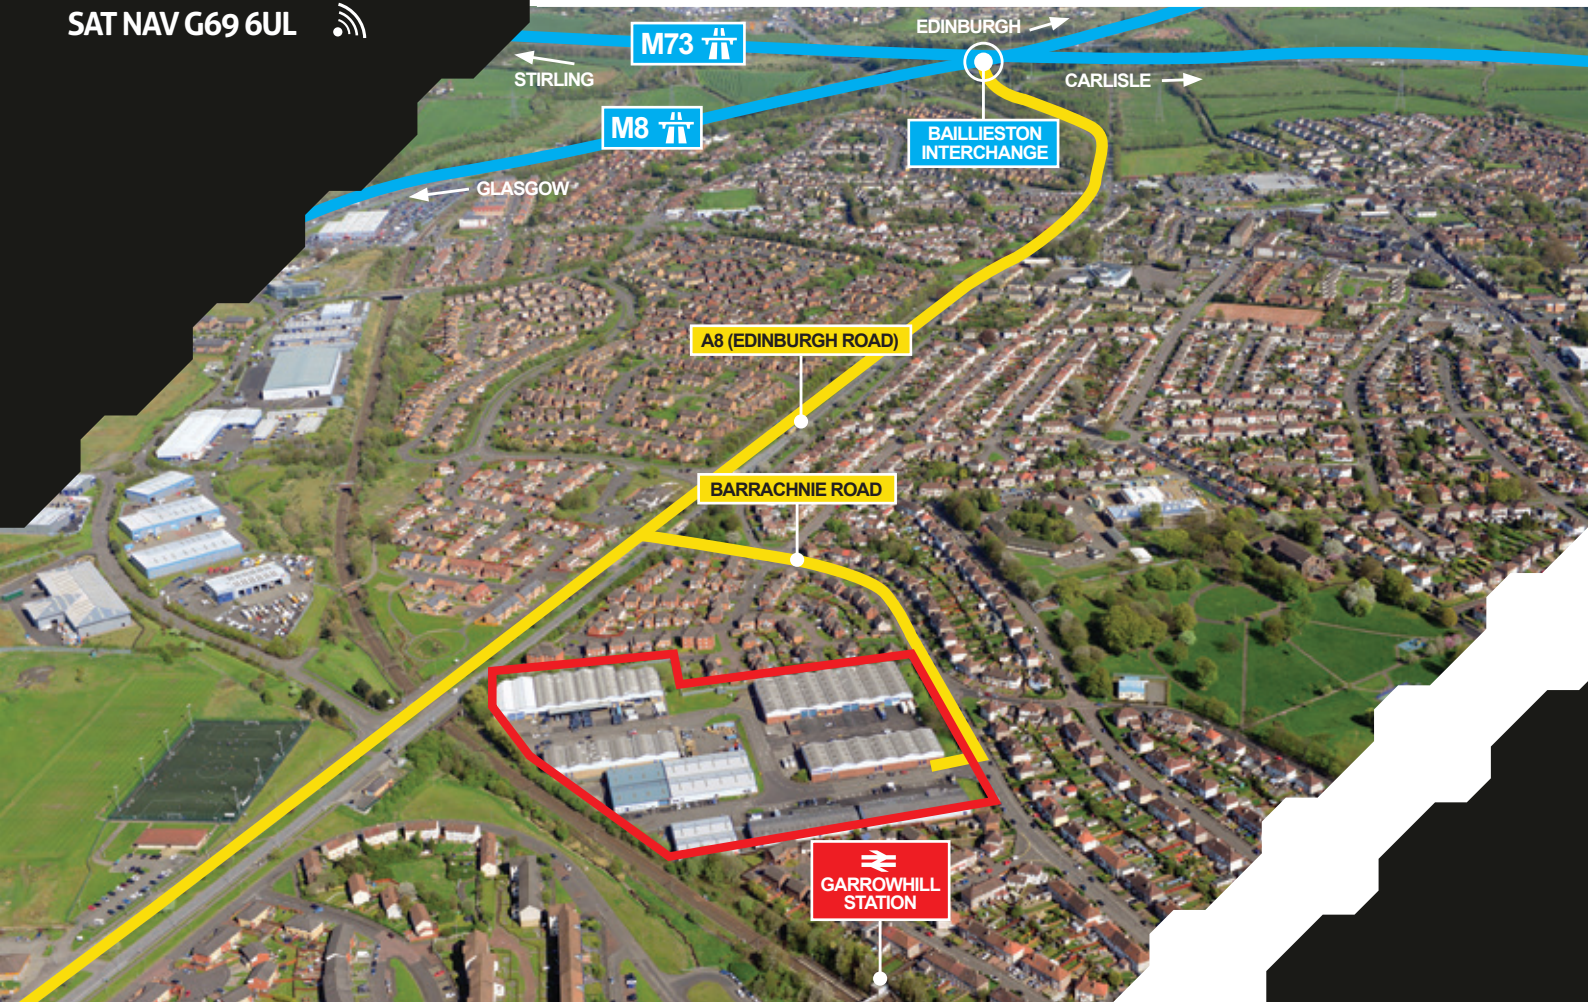 SAT NAV G69 6UL
EDINBURGH
M73
STIRLING
CARLISLE
M8
BAILLIESTON
INTERCHANGE
GLASGOW
A8 (EDINBURGH ROAD)
BARRACHNIE ROAD
GARROWHILL
STATION